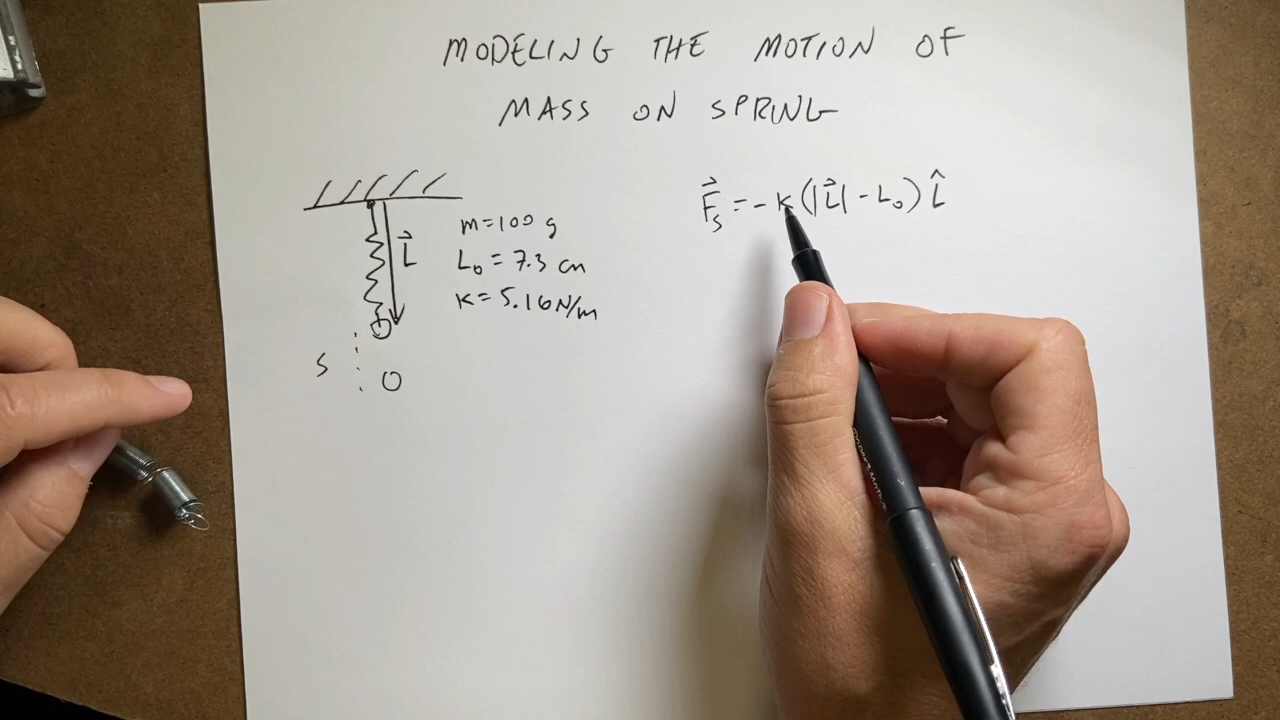 MODELING THE MOTION OF
MASS ON SPRING
L⃗
m=100 g
L₀ = 7.3 cm
K=5.16N/m
S
F⃗ₛ = -K(|L⃗| - L₀) L̂